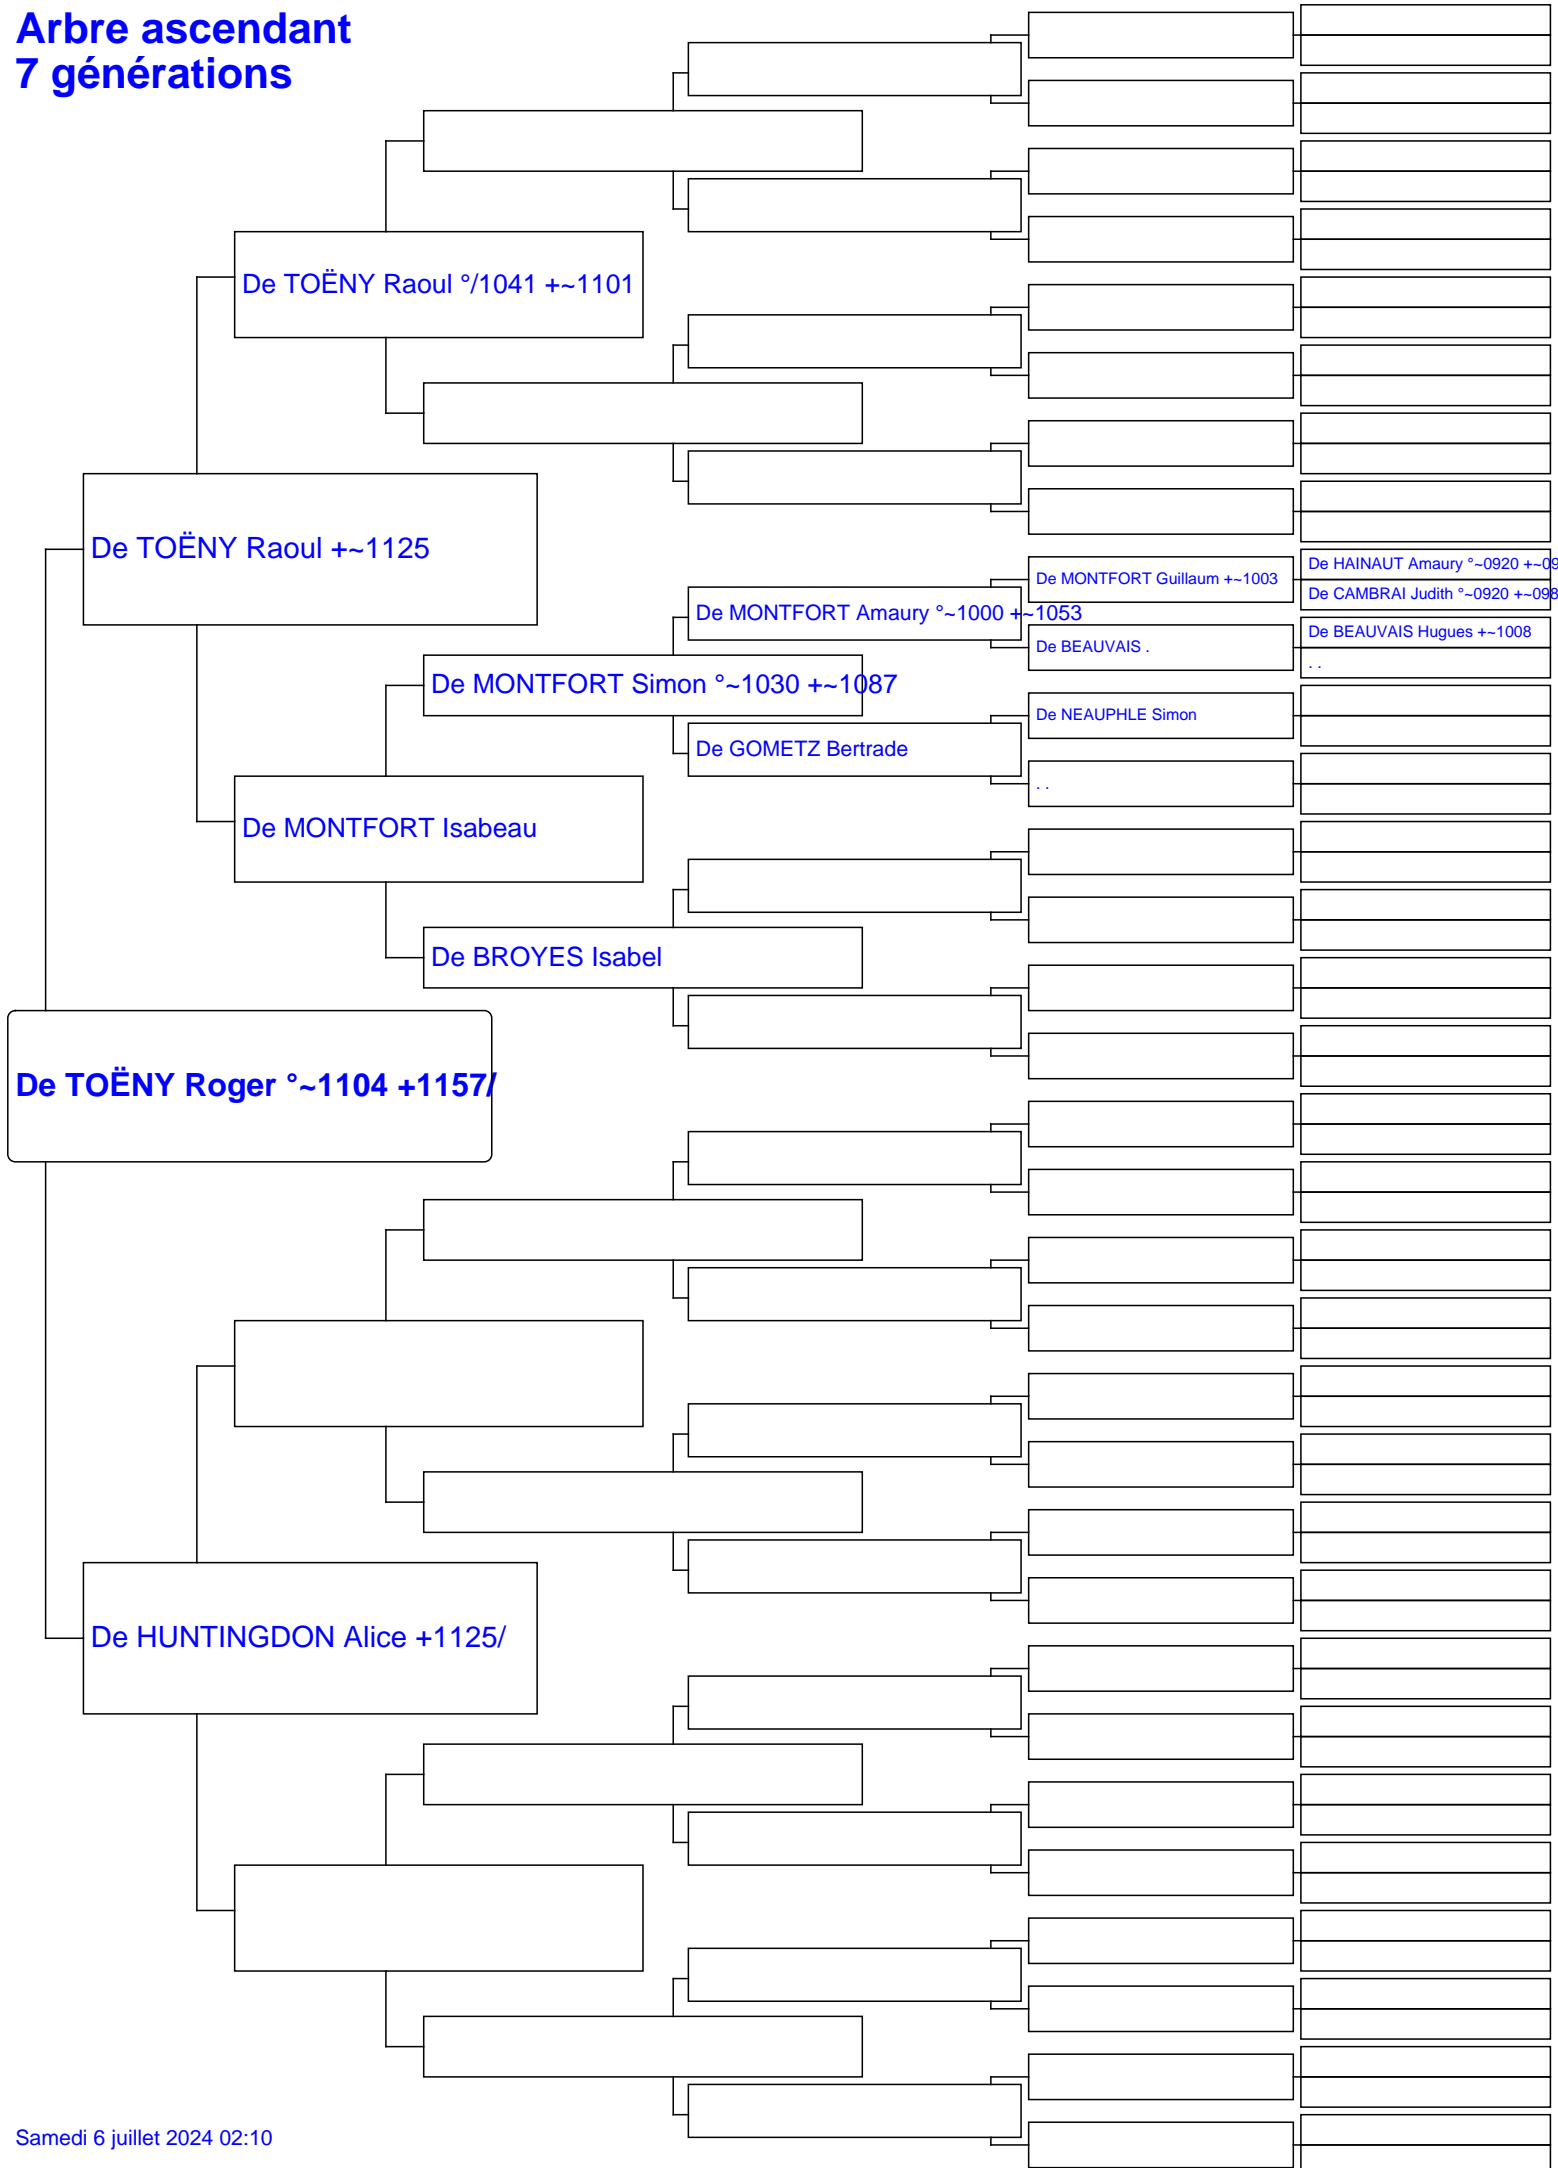 Arbre ascendant
7 générations
De TOËNY Raoul °/1041 +~1101
De TOËNY Raoul +~1125
De HAINAUT Amaury °~0920 +~09
De MONTFORT Guillaum +~1003
De CAMBRAI Judith °~0920 +~098
De MONTFORT Amaury °~1000 +~1053
De BEAUVAIS Hugues +~1008
De BEAUVAIS .
. .
De MONTFORT Simon °~1030 +~1087
De NEAUPHLE Simon
De GOMETZ Bertrade
. .
De MONTFORT Isabeau
De BROYES Isabel
De TOËNY Roger °~1104 +1157/
De HUNTINGDON Alice +1125/
Samedi 6 juillet 2024 02:10